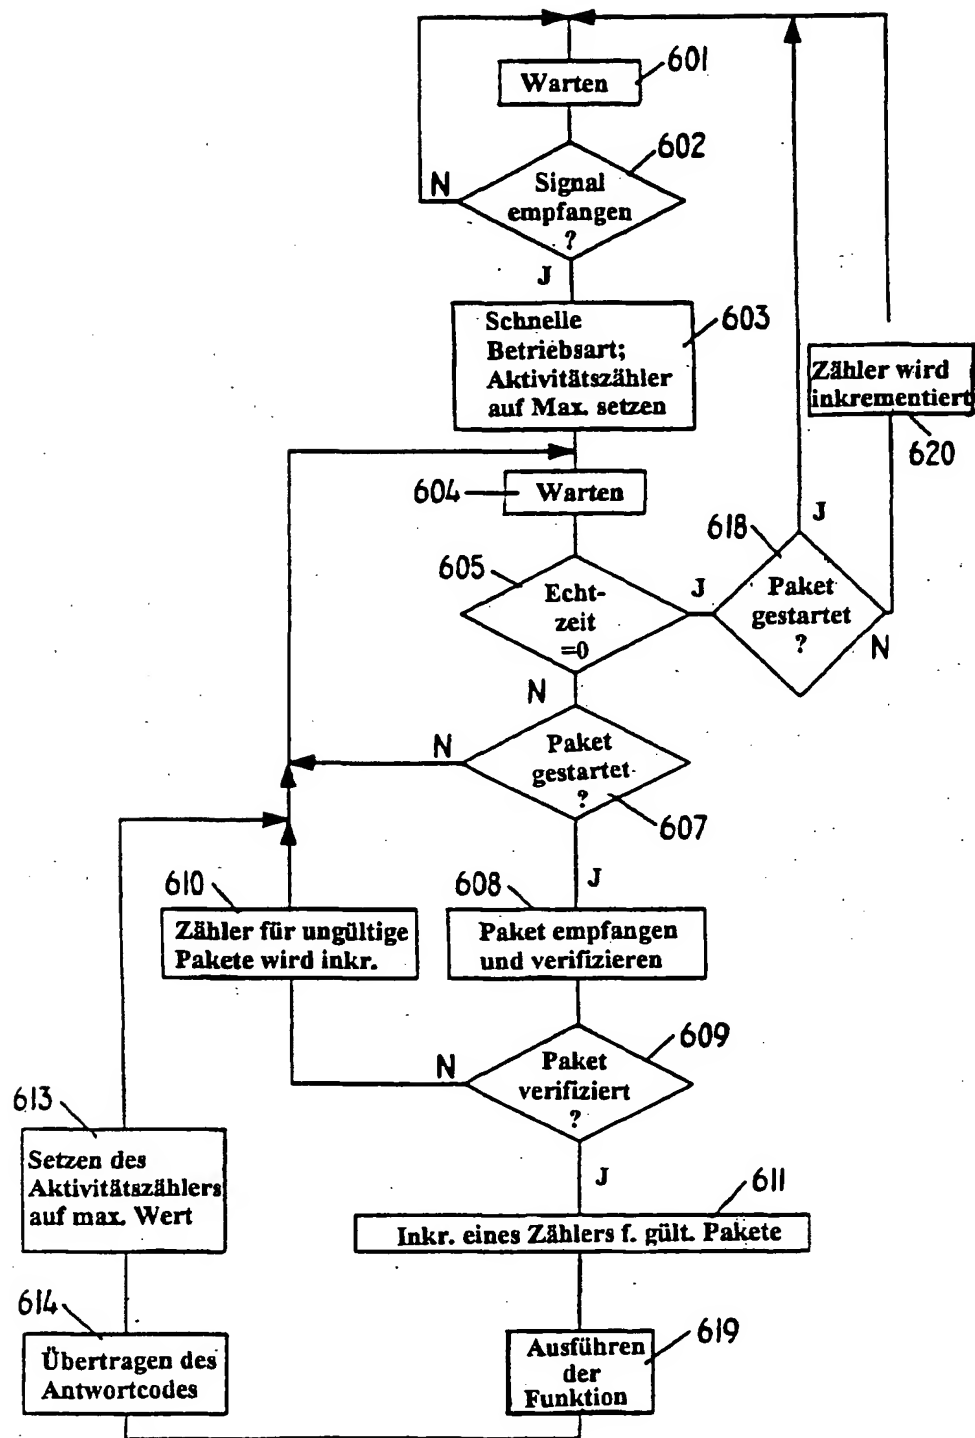 601
Warten
602
N
Signal
empfangen
?
J
Schnelle
Betriebsart;
Aktivitätszähler
auf Max. setzen
603
Zähler wird
inkrementiert
620
604
Warten
J
618
605
Echt-
zeit
=0
J
Paket
gestartet
?
N
N
N
Paket
gestartet
?
607
J
610
608
Zähler für ungültige
Pakete wird inkr.
Paket empfangen
und verifizieren
609
N
Paket
verifiziert
?
613
J
Setzen des
Aktivitätszählers
auf max. Wert
611
Inkr. eines Zählers f. gült. Pakete
614
619
Übertragen des
Antwortcodes
Ausführen
der
Funktion